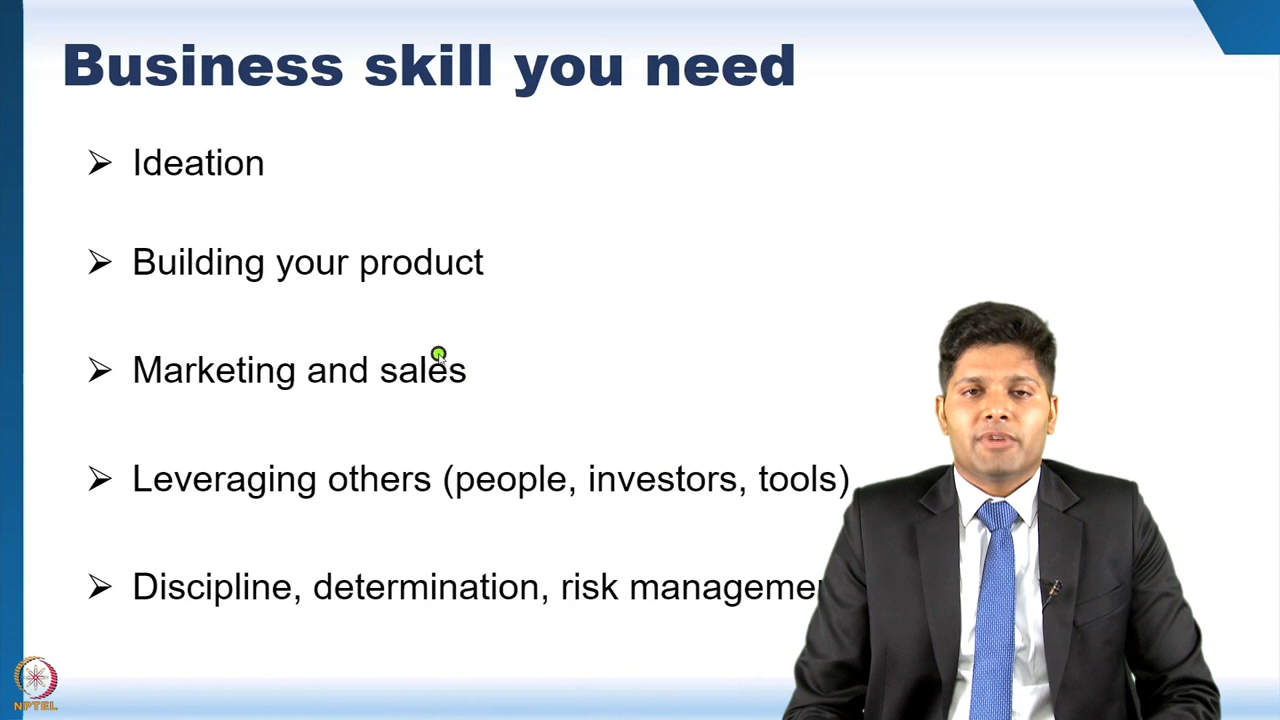 Business skill you need
Ideation
Building your product
Marketing and sales
Leveraging others (people, investors, tools)
Discipline, determination, risk
NPTEL